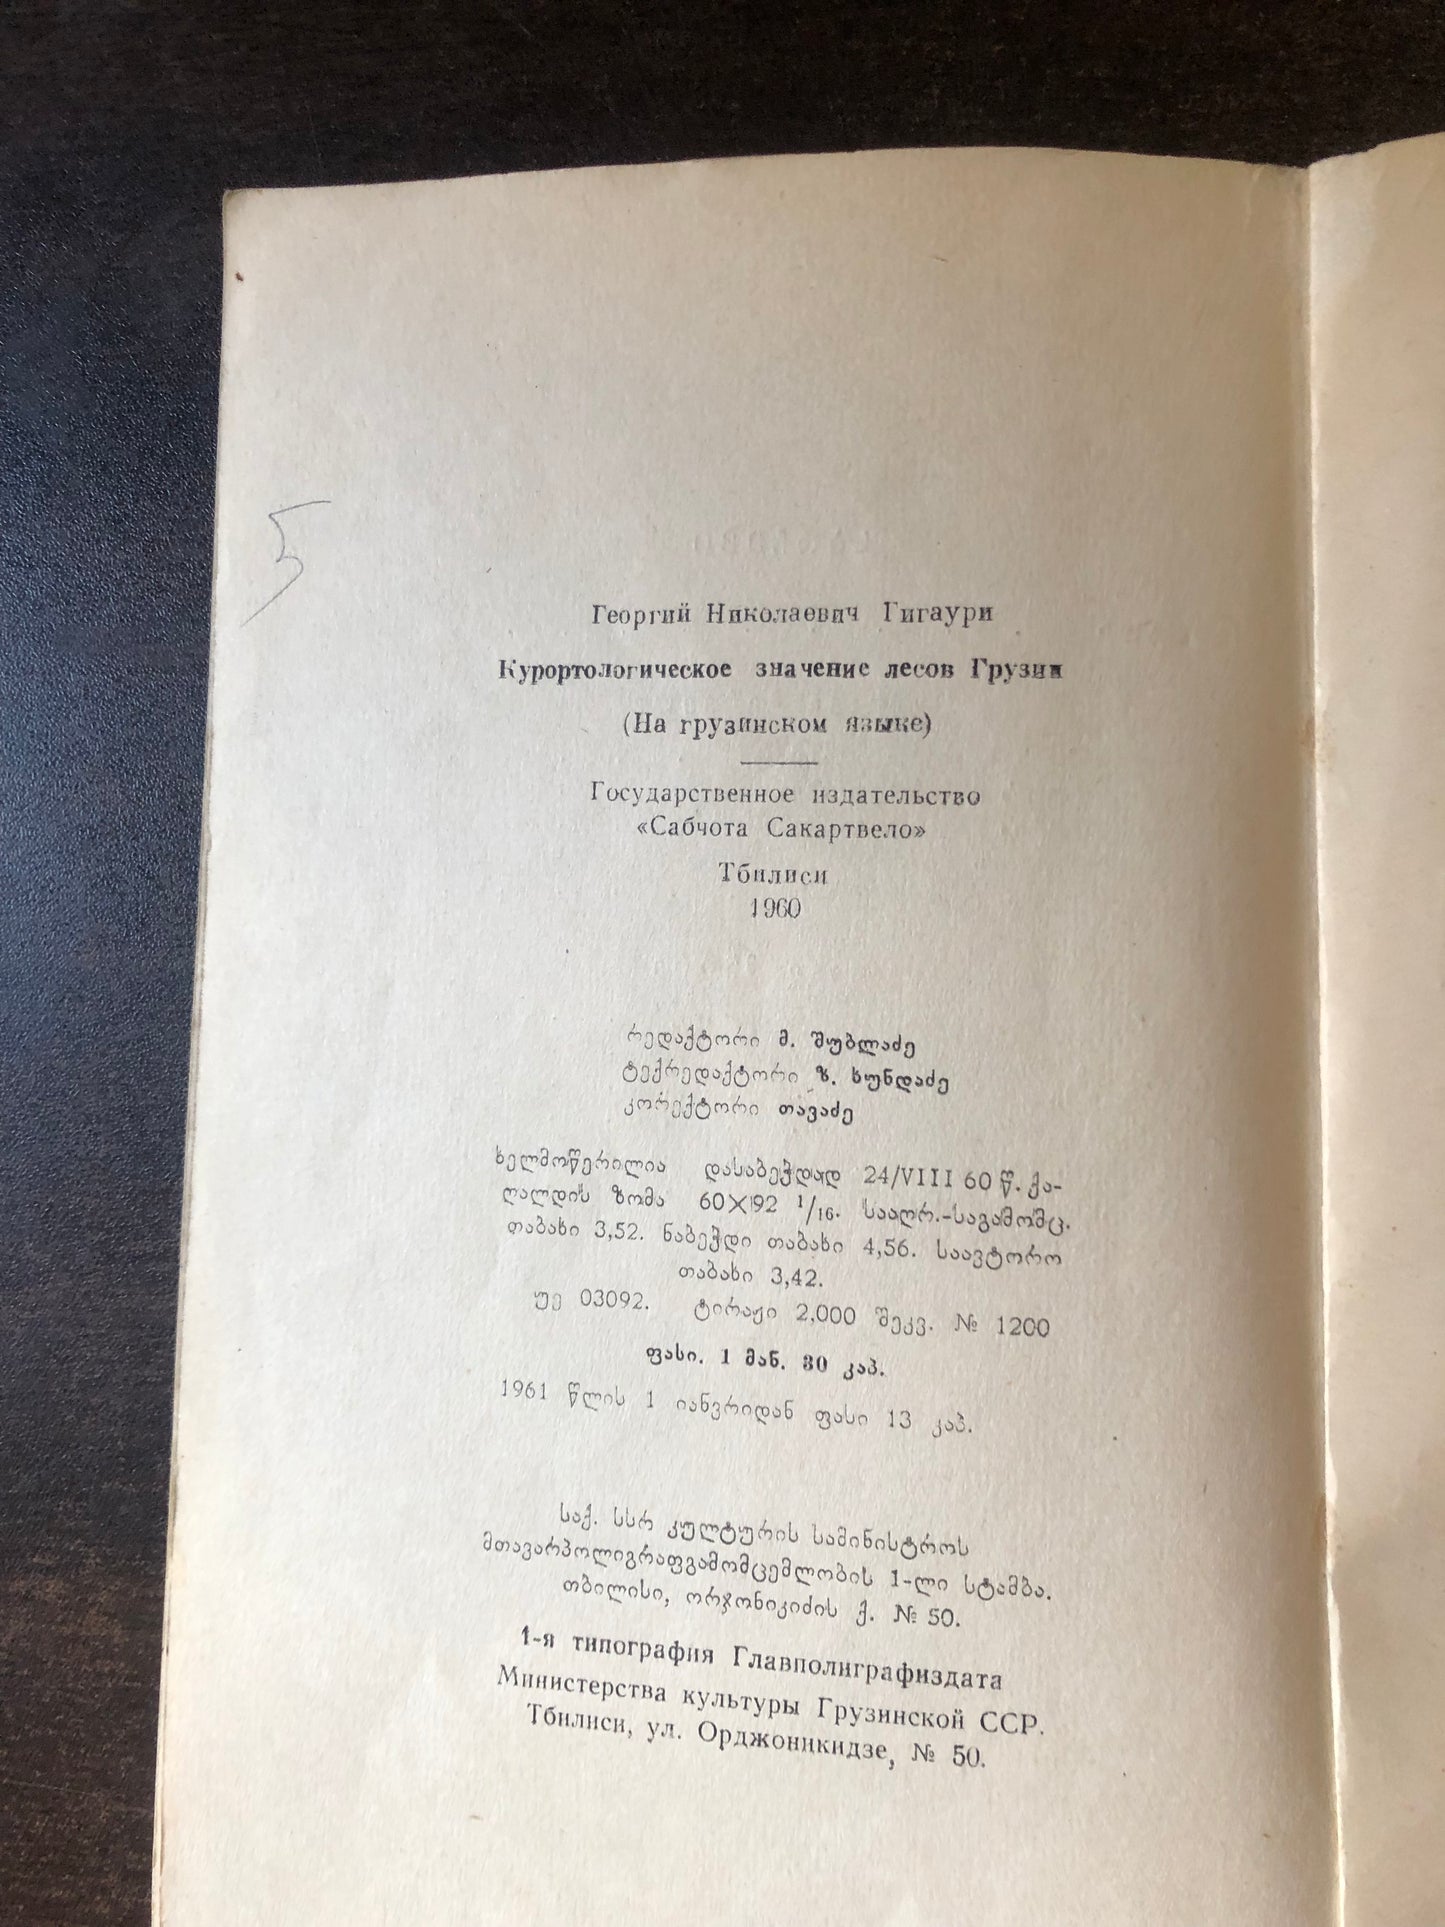 5
Георгий Николаевич Гигаури
Курортологическое значение лесов Грузии
(На грузинском языке)
Государственное издательство
«Сабчота Сакартвело»
Тбилиси
1960
რედაქტორი მ. შუბლაძე
ტექრედაქტორი ზ. ხუნდაძე
კორექტორი თავაძე
ხელმოწერილია დასაბეჭდად 24/VIII 60 წ. ქა-
ღალდის ზომა 60X92 1/16. სააღრ.-საგამომც.
თაბახი 3,52. ნაბეჭდი თაბახი 4,56. საავტორო
თაბახი 3,42.
უე 03092. ტირაჟი 2,000 შეკვ. № 1200
ფასი. 1 მან. 30 კაპ.
1961 წლის 1 იანვრიდან ფასი 13 კაპ.
საქ. სსრ კულტურის სამინისტროს
მთავარპოლიგრაფგამომცემლობის 1-ლი სტამბა.
თბილისი, ორჯონიკიძის ქ. № 50.
1-я типография Главполиграфиздата
Министерства культуры Грузинской ССР.
Тбилиси, ул. Орджоникидзе, № 50.